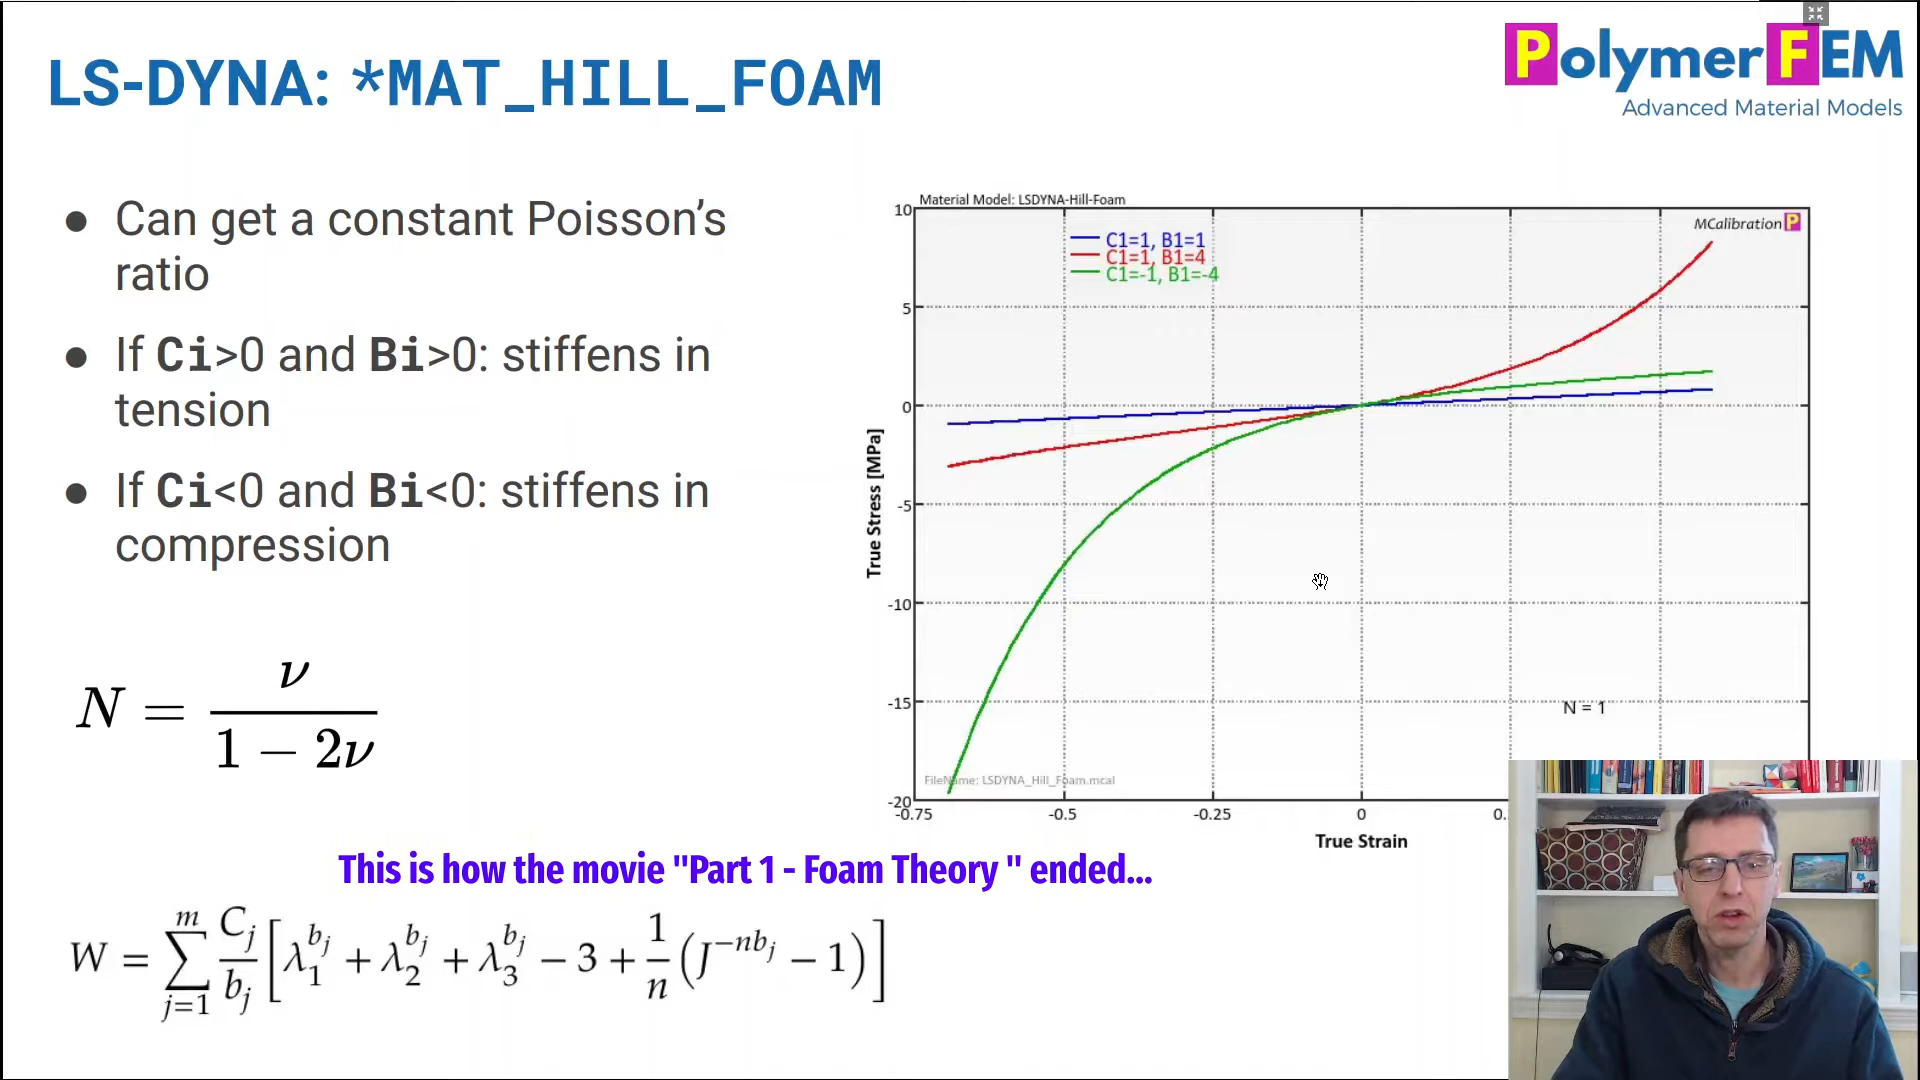 LS-DYNA: *MAT_HILL_FOAM
PolymerFEM
Advanced Material Models
● Can get a constant Poisson’s
ratio
● If Ci>0 and Bi>0: stiffens in
tension
● If Ci<0 and Bi<0: stiffens in
compression
N = ν / (1 − 2ν)
Material Model: LSDYNA-Hill-Foam
MCalibration P
C1=1, B1=1
C1=1, B1=4
C1=-1, B1=-4
10
5
0
-5
-10
-15
-20
True Stress [MPa]
N = 1
FileName: LSDYNA_Hill_Foam.mcal
-0.75 -0.5 -0.25 0 0.
True Strain
This is how the movie "Part 1 - Foam Theory " ended...
W = ∑_{j=1}^{m} C_j/b_j [λ_1^{b_j} + λ_2^{b_j} + λ_3^{b_j} − 3 + 1/n (J^{−nb_j} − 1)]